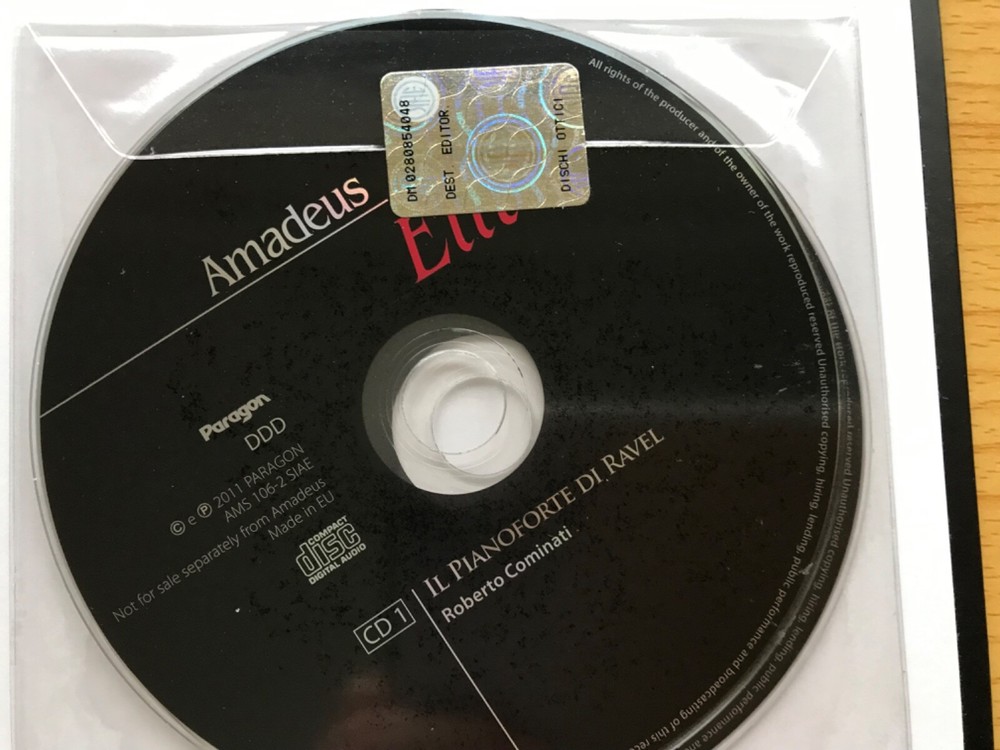 All rights of the producer and of the owner of the work reproduced reserved Unauthorised copying, hiring, lending, public performance and broadcasting of this
DM 0280854048
DEST EDITOR.
DISCHI OTTICI
Amadeus
Paragon
DDD
© e ℗ 2011 PARAGON
AMS 106-2 SIAE
Not for sale separately from Amadeus
Made in EU
COMPACT
disc
DIGITAL AUDIO
CD 1
IL PIANOFORTE DI RAVEL
Roberto Cominati